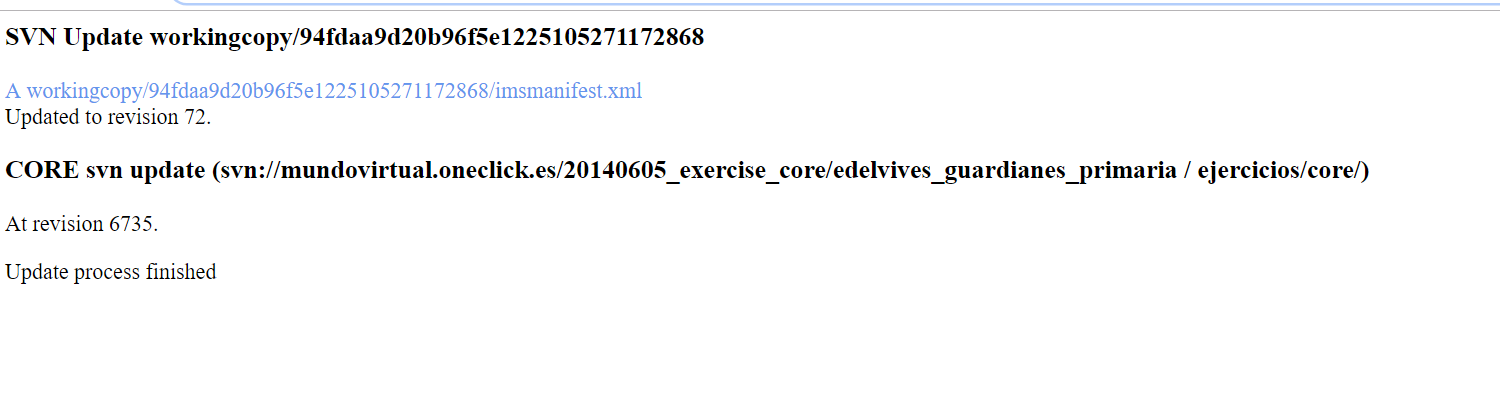 SVN Update workingcopy/94fdaa9d20b96f5e1225105271172868
A workingcopy/94fdaa9d20b96f5e1225105271172868/imsmanifest.xml
Updated to revision 72.
CORE svn update (svn://mundovirtual.oneclick.es/20140605_exercise_core/edelvives_guardianes_primaria / ejercicios/core/)
At revision 6735.
Update process finished